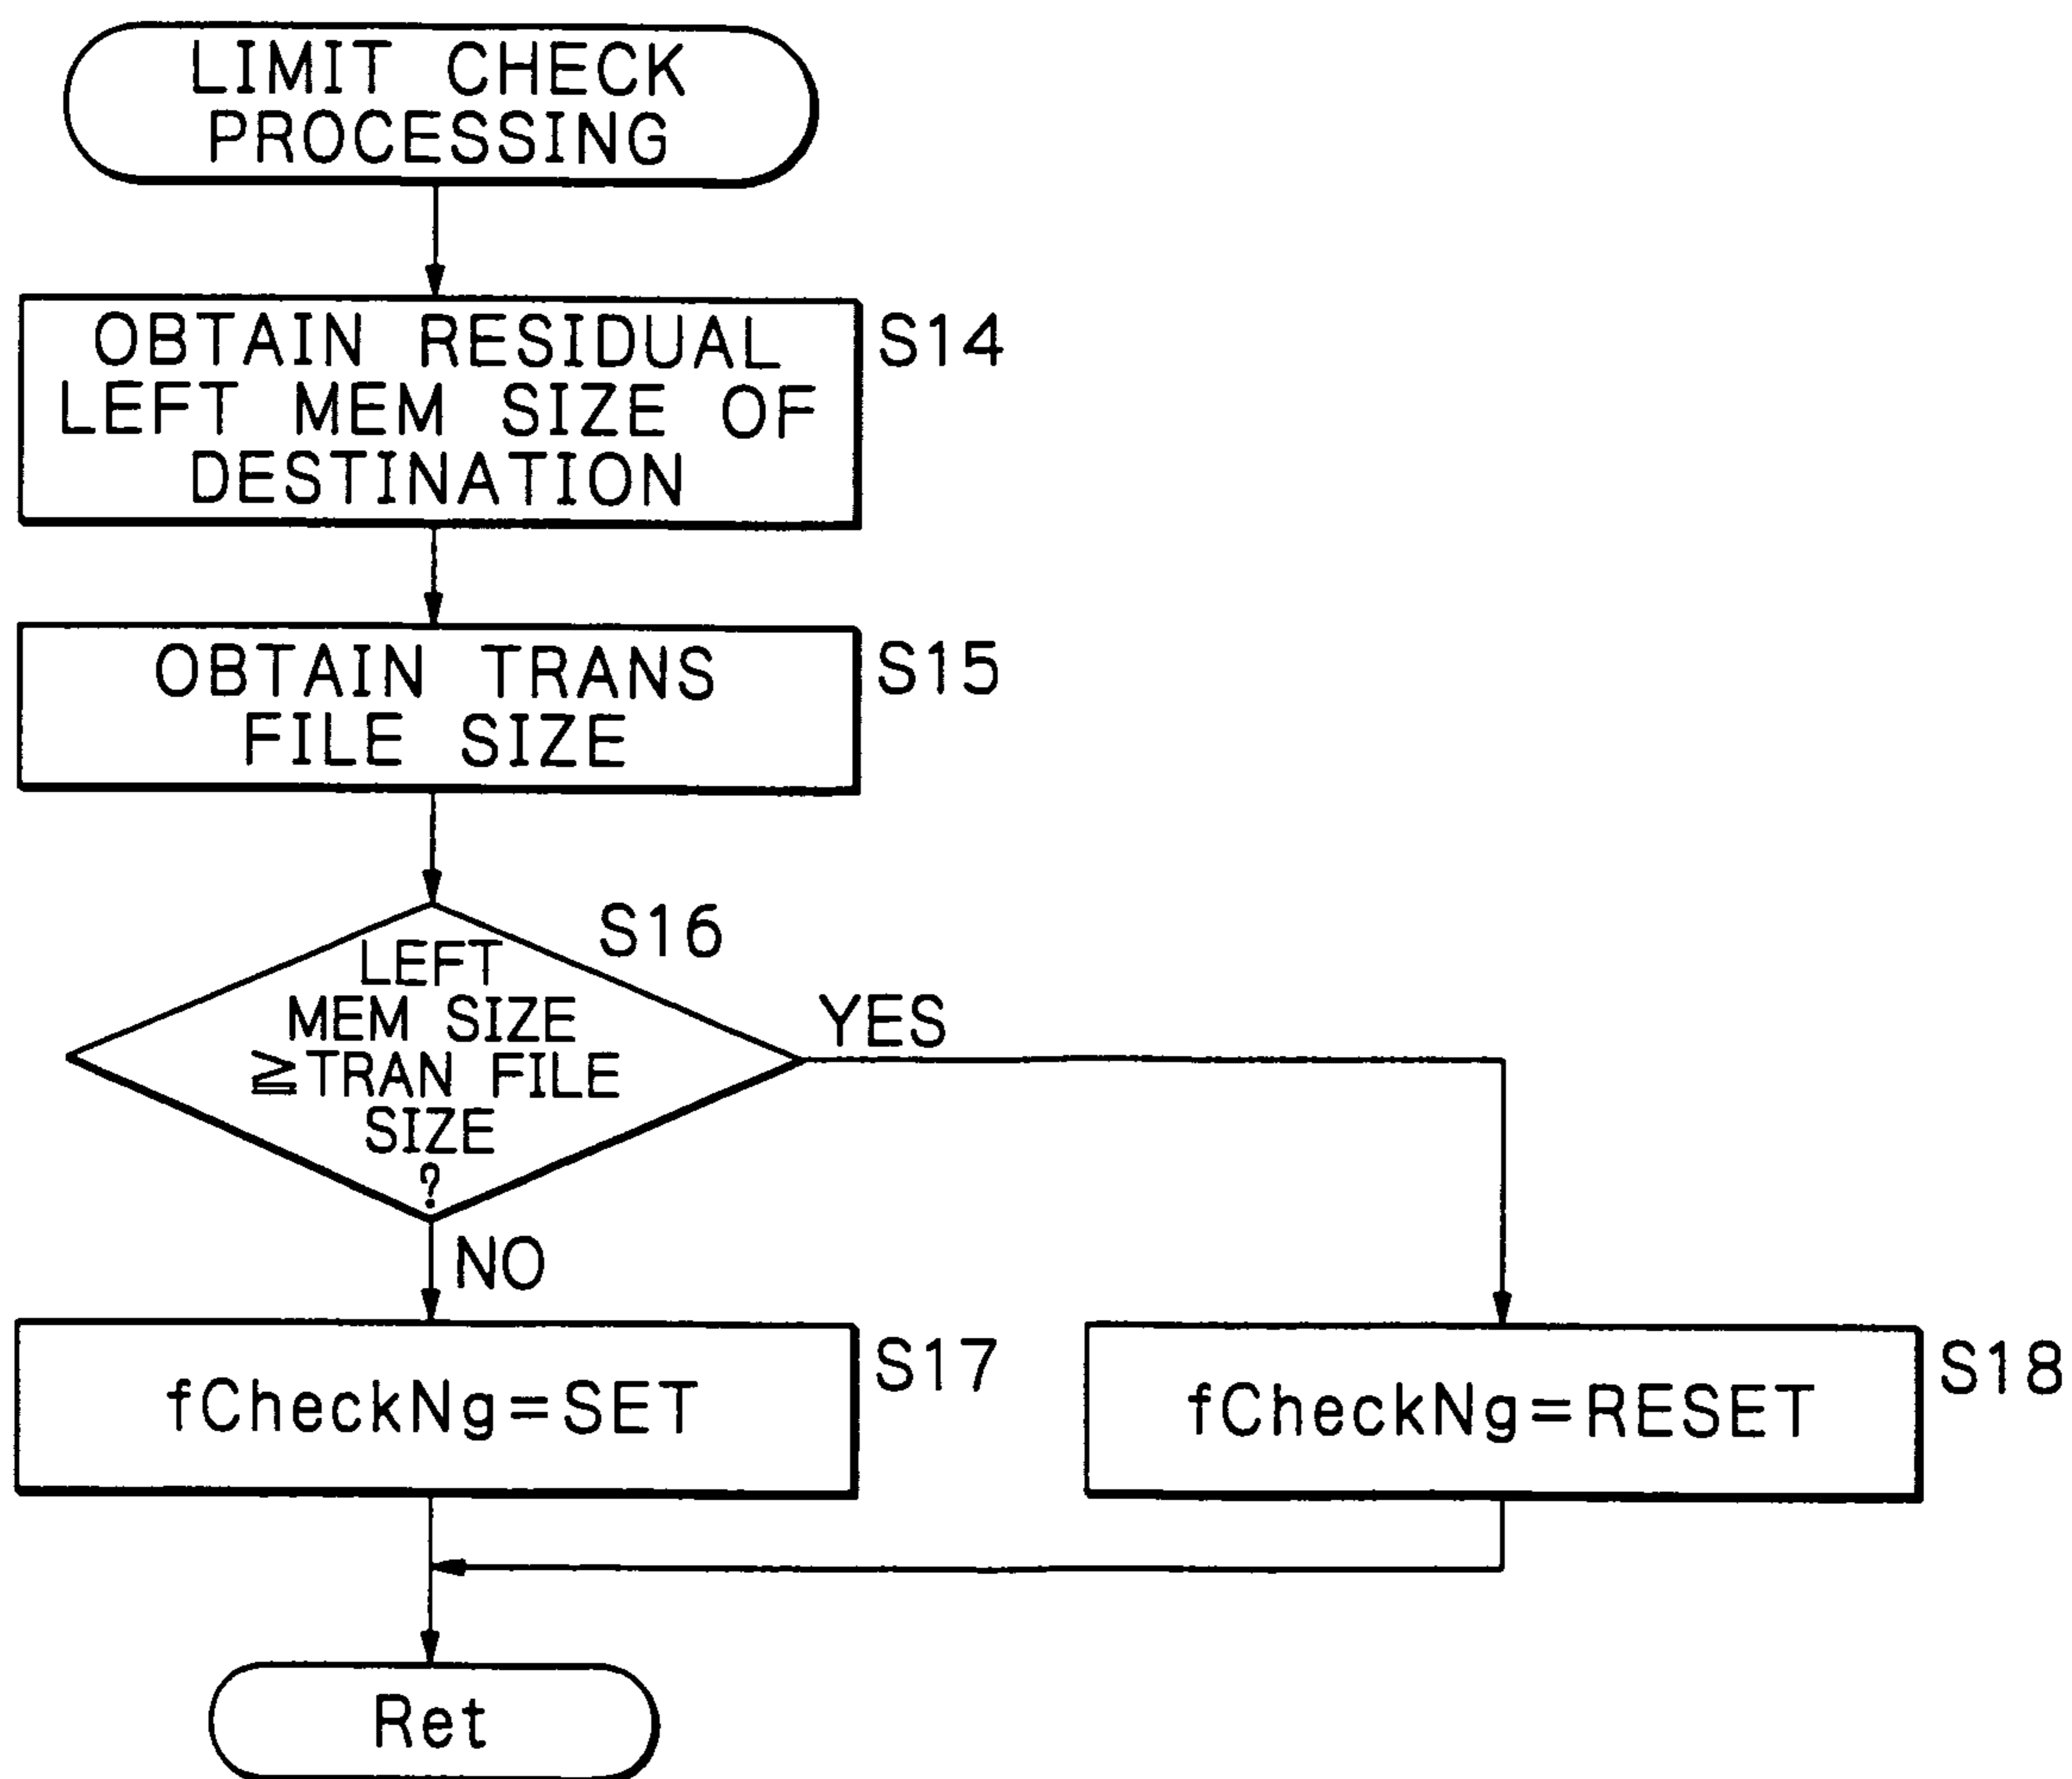 LIMIT CHECK
PROCESSING
OBTAIN RESIDUAL
LEFT MEM SIZE OF
DESTINATION
S14
OBTAIN TRANS
FILE SIZE
S15
S16
LEFT
MEM SIZE
≧TRAN FILE
SIZE
?
YES
NO
fCheckNg=SET
S17
fCheckNg=RESET
S18
Ret